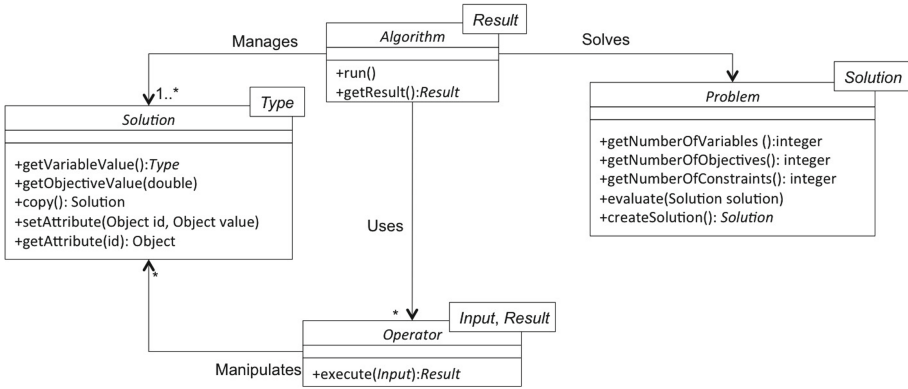 Result
Algorithm
+run()
+getResult():Result
Manages
Solves
1..*
Type
Solution
+getVariableValue():Type
+getObjectiveValue(double)
+copy(): Solution
+setAttribute(Object id, Object value)
+getAttribute(id): Object
*
Solution
Problem
+getNumberOfVariables ():integer
+getNumberOfObjectives(): integer
+getNumberOfConstraints(): integer
+evaluate(Solution solution)
+createSolution(): Solution
Uses
*
Input, Result
Operator
+execute(Input):Result
Manipulates